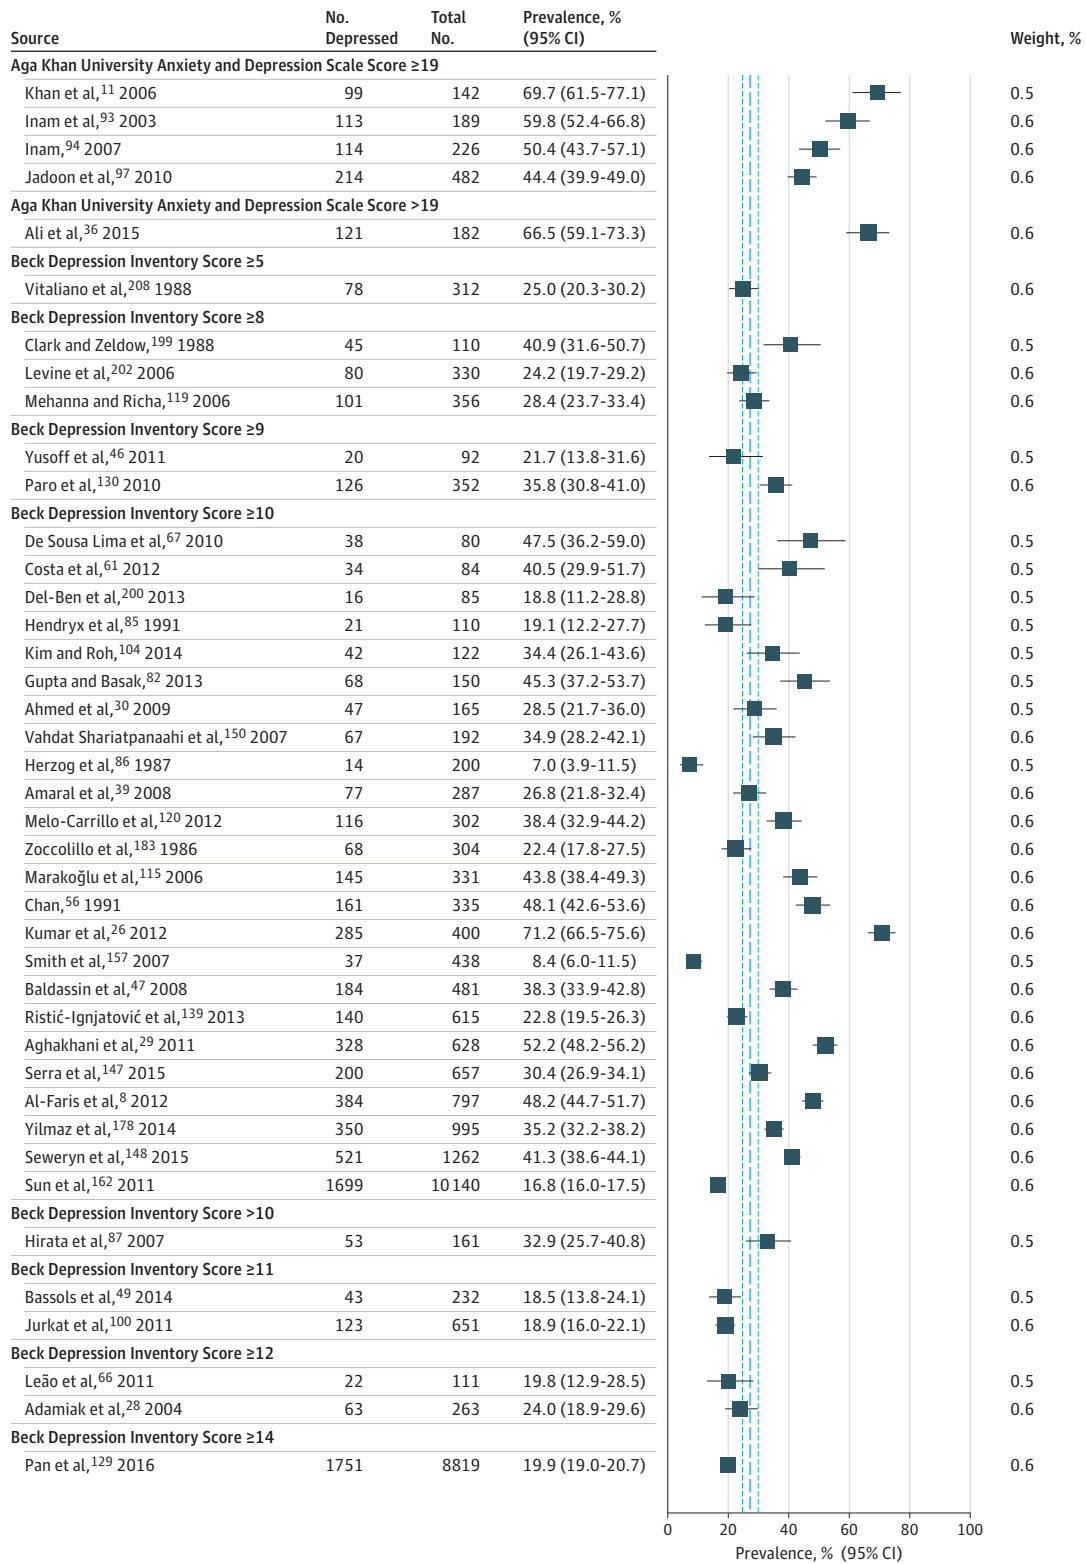 Source No. Depressed Total No. Prevalence, % (95% CI) Weight, %
Aga Khan University Anxiety and Depression Scale Score ≥19
Khan et al,11 2006 99 142 69.7 (61.5-77.1) 0.5
Inam et al,93 2003 113 189 59.8 (52.4-66.8) 0.6
Inam,94 2007 114 226 50.4 (43.7-57.1) 0.6
Jadoon et al,97 2010 214 482 44.4 (39.9-49.0) 0.6
Aga Khan University Anxiety and Depression Scale Score >19
Ali et al,36 2015 121 182 66.5 (59.1-73.3) 0.6
Beck Depression Inventory Score ≥5
Vitaliano et al,208 1988 78 312 25.0 (20.3-30.2) 0.6
Beck Depression Inventory Score ≥8
Clark and Zeldow,199 1988 45 110 40.9 (31.6-50.7) 0.5
Levine et al,202 2006 80 330 24.2 (19.7-29.2) 0.6
Mehanna and Richa,119 2006 101 356 28.4 (23.7-33.4) 0.6
Beck Depression Inventory Score ≥9
Yusoff et al,46 2011 20 92 21.7 (13.8-31.6) 0.5
Paro et al,130 2010 126 352 35.8 (30.8-41.0) 0.6
Beck Depression Inventory Score ≥10
De Sousa Lima et al,67 2010 38 80 47.5 (36.2-59.0) 0.5
Costa et al,61 2012 34 84 40.5 (29.9-51.7) 0.5
Del-Ben et al,200 2013 16 85 18.8 (11.2-28.8) 0.5
Hendryx et al,85 1991 21 110 19.1 (12.2-27.7) 0.5
Kim and Roh,104 2014 42 122 34.4 (26.1-43.6) 0.5
Gupta and Basak,82 2013 68 150 45.3 (37.2-53.7) 0.5
Ahmed et al,30 2009 47 165 28.5 (21.7-36.0) 0.5
Vahdat Shariatpanaahi et al,150 2007 67 192 34.9 (28.2-42.1) 0.6
Herzog et al,86 1987 14 200 7.0 (3.9-11.5) 0.5
Amaral et al,39 2008 77 287 26.8 (21.8-32.4) 0.6
Melo-Carrillo et al,120 2012 116 302 38.4 (32.9-44.2) 0.6
Zoccolillo et al,183 1986 68 304 22.4 (17.8-27.5) 0.6
Marakoğlu et al,115 2006 145 331 43.8 (38.4-49.3) 0.6
Chan,56 1991 161 335 48.1 (42.6-53.6) 0.6
Kumar et al,26 2012 285 400 71.2 (66.5-75.6) 0.6
Smith et al,157 2007 37 438 8.4 (6.0-11.5) 0.5
Baldassin et al,47 2008 184 481 38.3 (33.9-42.8) 0.6
Ristić-Ignjatović et al,139 2013 140 615 22.8 (19.5-26.3) 0.6
Aghakhani et al,29 2011 328 628 52.2 (48.2-56.2) 0.6
Serra et al,147 2015 200 657 30.4 (26.9-34.1) 0.6
Al-Faris et al,8 2012 384 797 48.2 (44.7-51.7) 0.6
Yilmaz et al,178 2014 350 995 35.2 (32.2-38.2) 0.6
Seweryn et al,148 2015 521 1262 41.3 (38.6-44.1) 0.6
Sun et al,162 2011 1699 10 140 16.8 (16.0-17.5) 0.6
Beck Depression Inventory Score >10
Hirata et al,87 2007 53 161 32.9 (25.7-40.8) 0.5
Beck Depression Inventory Score ≥11
Bassols et al,49 2014 43 232 18.5 (13.8-24.1) 0.5
Jurkat et al,100 2011 123 651 18.9 (16.0-22.1) 0.6
Beck Depression Inventory Score ≥12
Leão et al,66 2011 22 111 19.8 (12.9-28.5) 0.5
Adamiak et al,28 2004 63 263 24.0 (18.9-29.6) 0.6
Beck Depression Inventory Score ≥14
Pan et al,129 2016 1751 8819 19.9 (19.0-20.7) 0.6
0 20 40 60 80 100
Prevalence, % (95% CI)